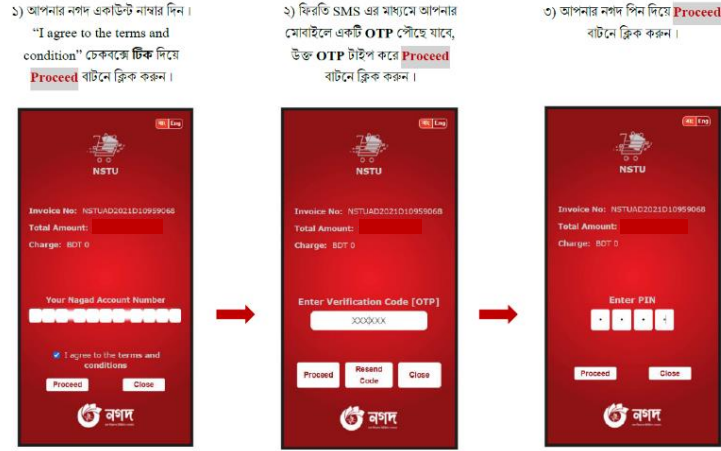 ১) আপনার নগদ একাউন্ট নাম্বার দিন।
“I agree to the terms and
condition” চেকবক্সে টিক দিয়ে
Proceed বাটনে ক্লিক করুন।
বাং Eng
NSTU
Invoice No: NSTUAD2021D10959068
Total Amount:
Charge: BDT 0
Your Nagad Account Number
I agree to the terms and
conditions
Proceed Close
নগদ
২) ফিরতি SMS এর মাধ্যমে আপনার
মোবাইলে একটি OTP পৌছে যাবে,
উক্ত OTP টাইপ করে Proceed
বাটনে ক্লিক করুন।
বাং Eng
NSTU
Invoice No: NSTUAD2021D10959068
Total Amount:
Charge: BDT 0
Enter Verification Code [OTP]
XXXXXX
Proceed Resend Code Close
নগদ
৩) আপনার নগদ পিন দিয়ে Proceed
বাটনে ক্লিক করুন।
বাং Eng
NSTU
Invoice No: NSTUAD2021D10959068
Total Amount:
Charge: BDT 0
Enter PIN
Proceed Close
নগদ